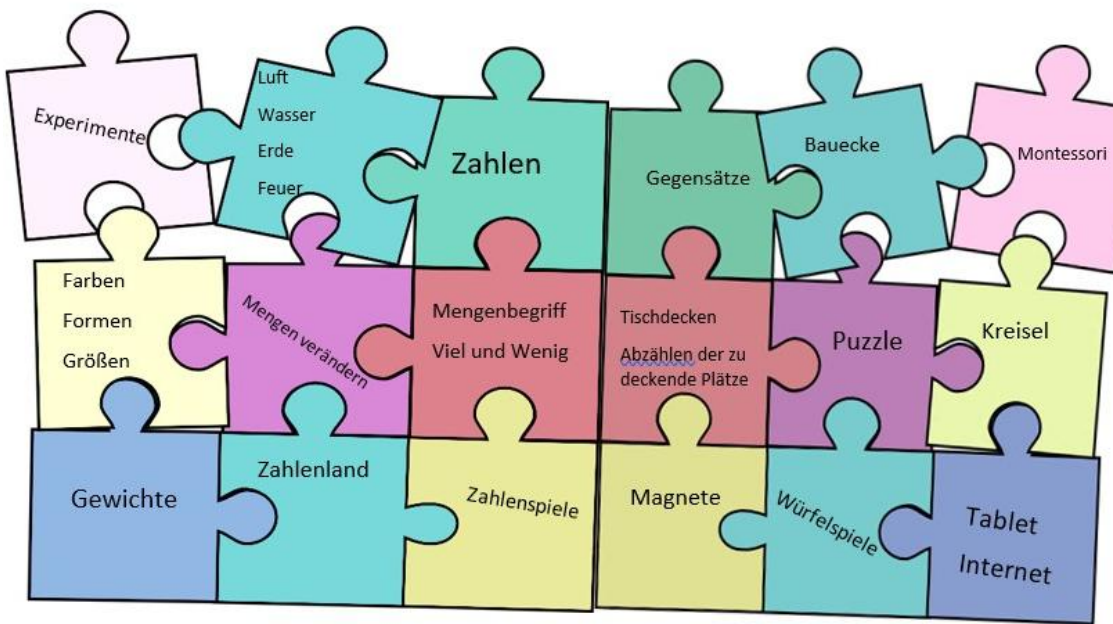 Experimente
Luft
Wasser
Erde
Feuer
Zahlen
Gegensätze
Bauecke
Montessori
Farben
Formen
Größen
Mengen verändern
Mengenbegriff
Viel und Wenig
Tischdecken
Abzählen der zu
deckende Plätze
Puzzle
Kreisel
Gewichte
Zahlenland
Zahlenspiele
Magnete
Würfelspiele
Tablet
Internet